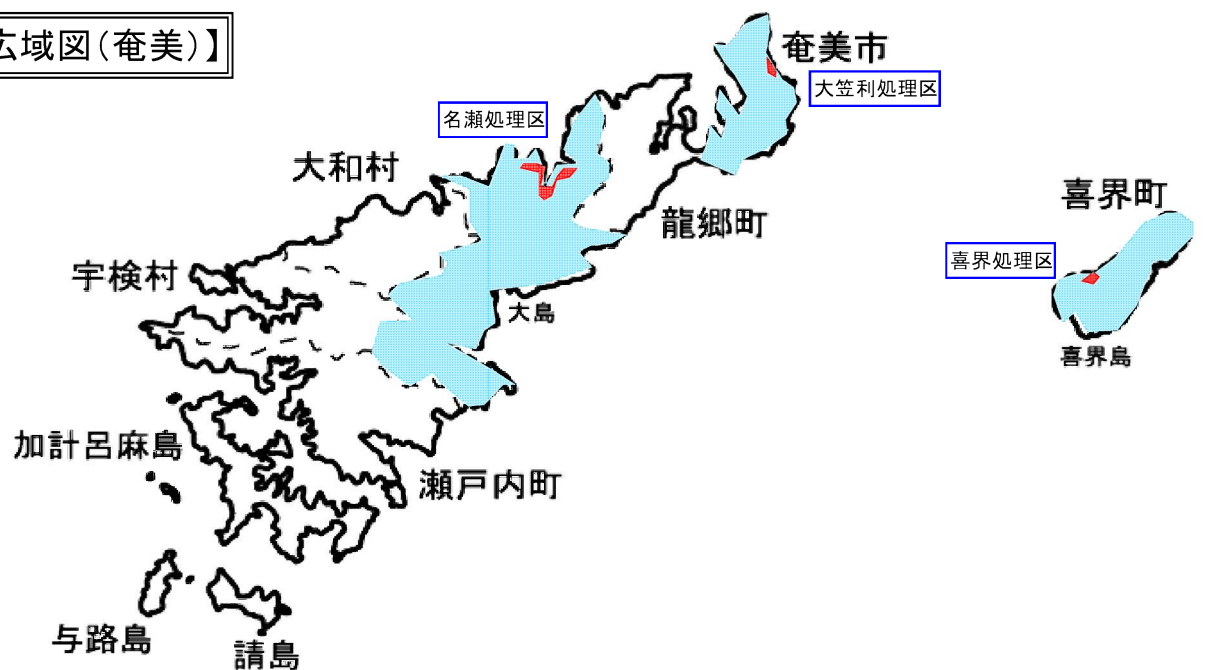 広域図(奄美)】
奄美市
大笠利処理区
名瀬処理区
大和村
喜界町
龍郷町
喜界処理区
宇検村
大島
喜界島
加計呂麻島
瀬戸内町
与路島
請島